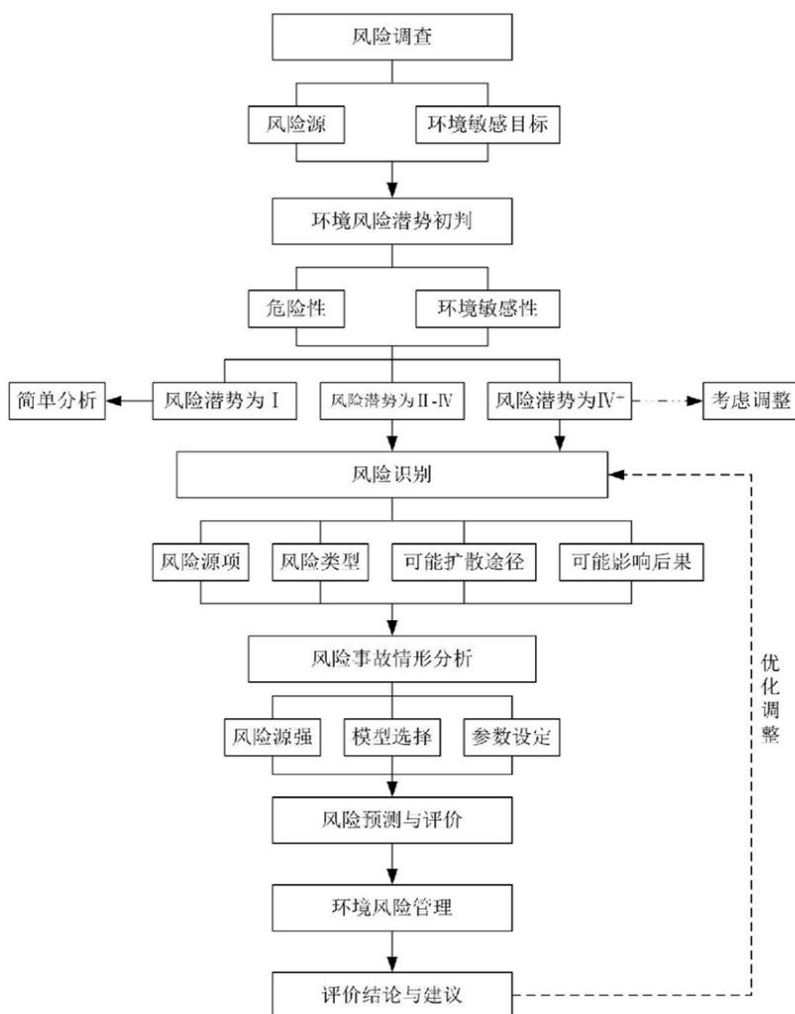 风险调查
风险源
环境敏感目标
环境风险潜势初判
危险性
环境敏感性
简单分析
风险潜势为Ⅰ
风险潜势为Ⅱ-Ⅳ
风险潜势为Ⅳ+
考虑调整
风险识别
风险源项
风险类型
可能扩散途径
可能影响后果
风险事故情形分析
优化调整
风险源强
模型选择
参数设定
风险预测与评价
环境风险管理
评价结论与建议